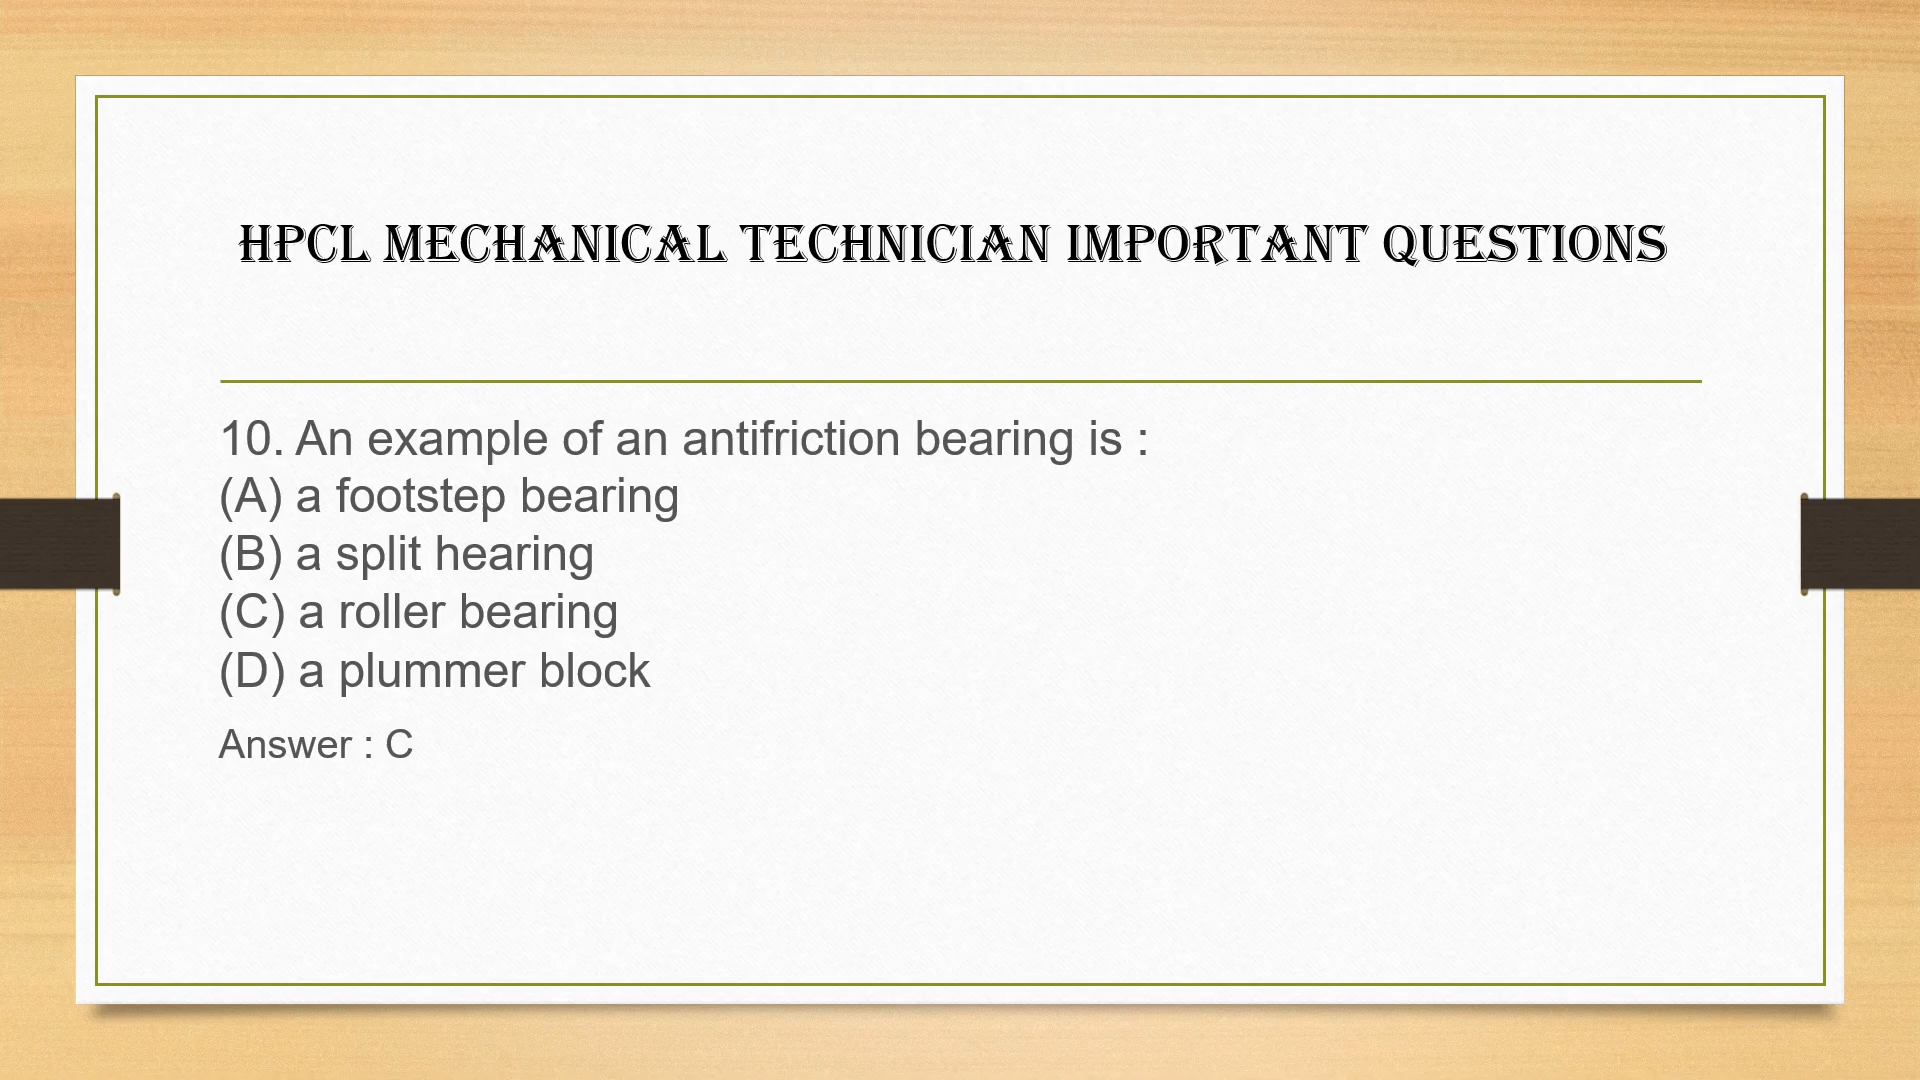 HPCL MECHANICAL TECHNICIAN IMPORTANT QUESTIONS
10. An example of an antifriction bearing is :
(A) a footstep bearing
(B) a split hearing
(C) a roller bearing
(D) a plummer block
Answer : C